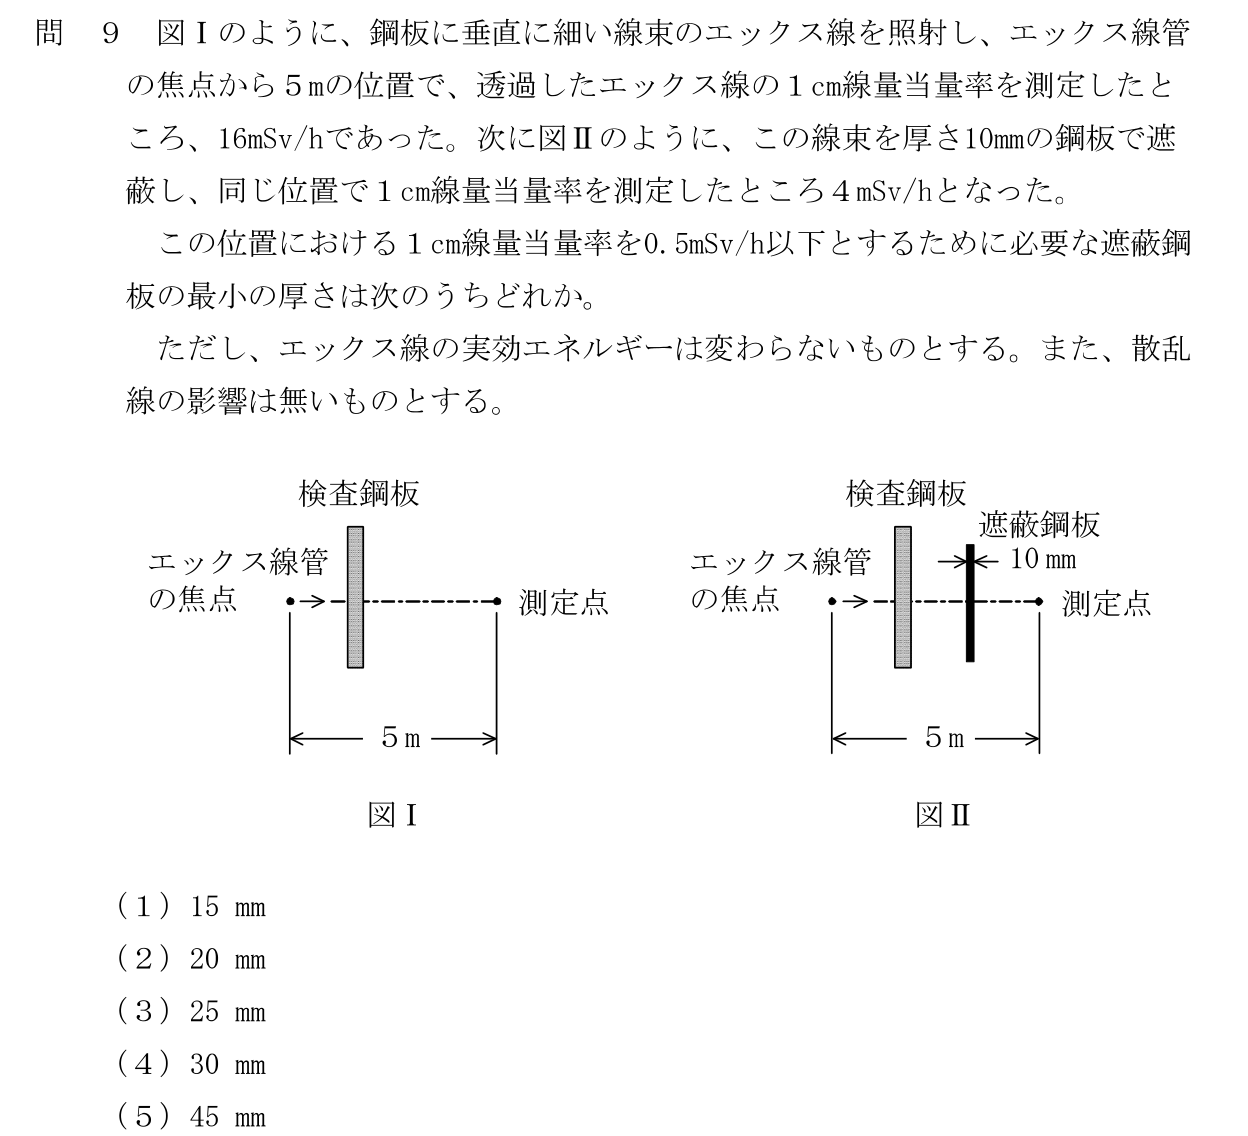 問　９　図Ⅰのように、鋼板に垂直に細い線束のエックス線を照射し、エックス線管
の焦点から５mの位置で、透過したエックス線の１cm線量当量率を測定したと
ころ、16mSv/hであった。次に図Ⅱのように、この線束を厚さ10mmの鋼板で遮
蔽し、同じ位置で１cm線量当量率を測定したところ４mSv/hとなった。
この位置における１cm線量当量率を0.5mSv/h以下とするために必要な遮蔽鋼
板の最小の厚さは次のうちどれか。
ただし、エックス線の実効エネルギーは変わらないものとする。また、散乱
線の影響は無いものとする。
検査鋼板
エックス線管
の焦点
測定点
５m
図Ⅰ
検査鋼板
遮蔽鋼板
10mm
エックス線管
の焦点
測定点
５m
図Ⅱ
（１）15 mm
（２）20 mm
（３）25 mm
（４）30 mm
（５）45 mm